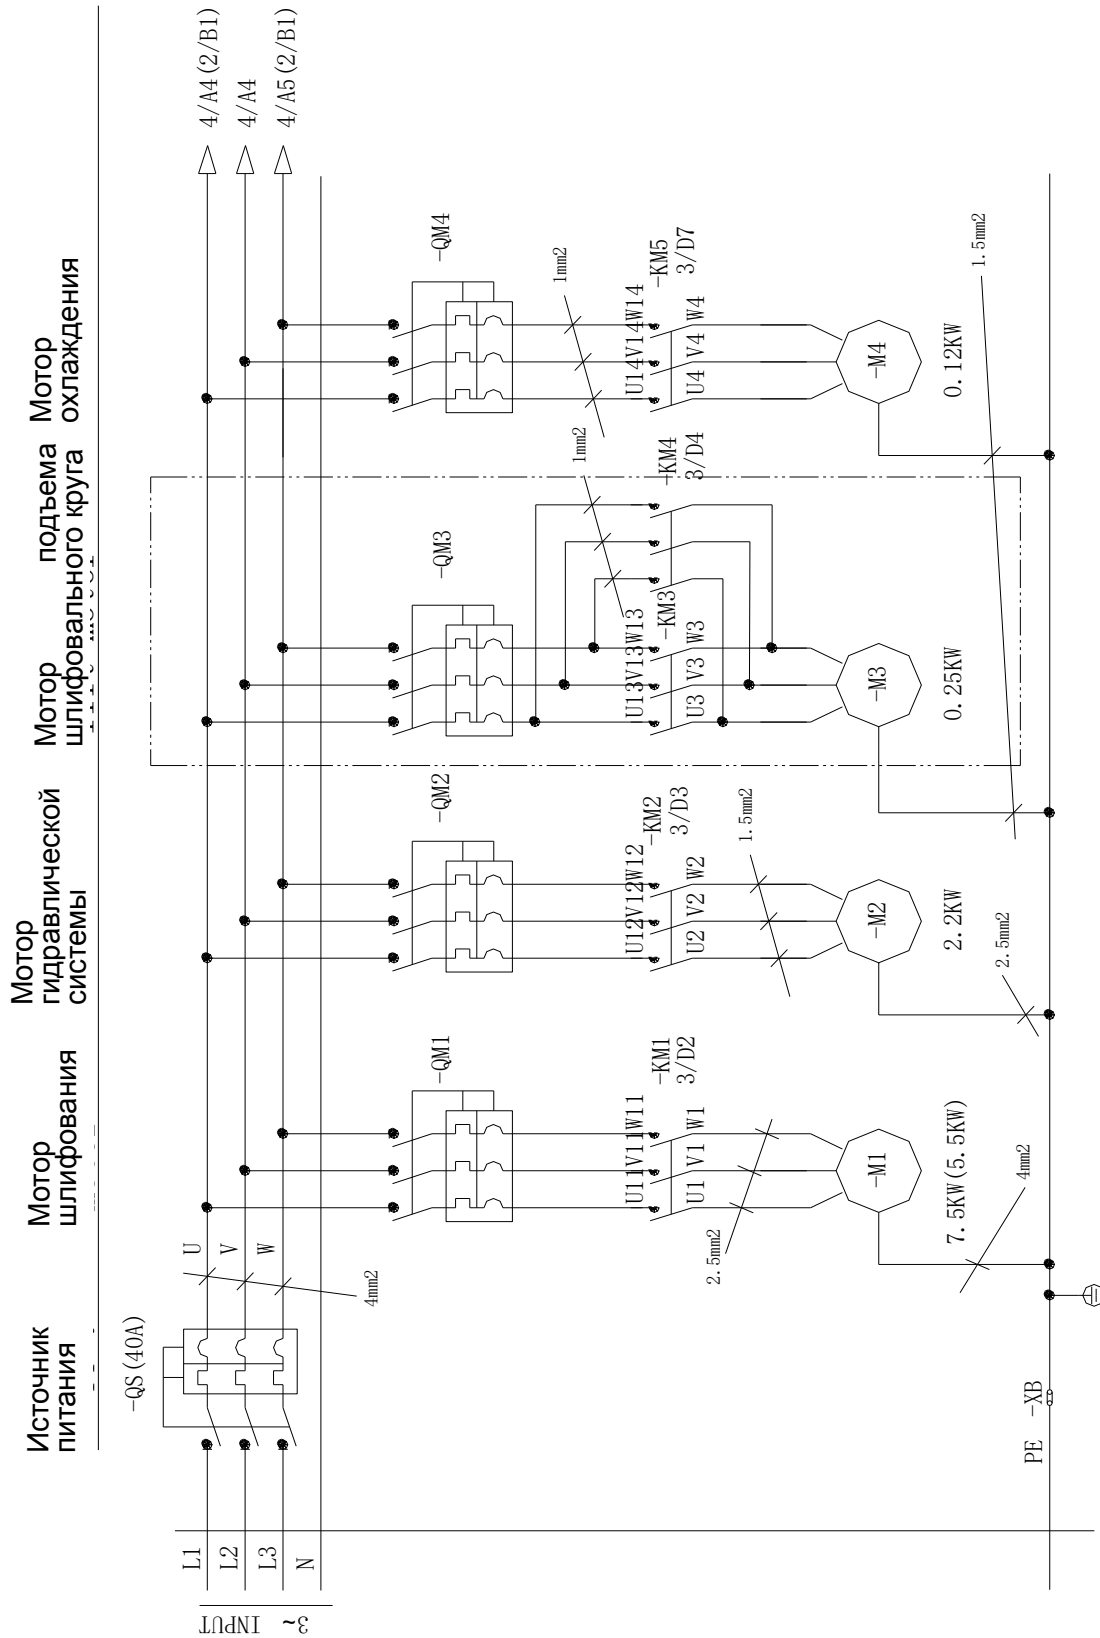 Источник
питания
Мотор
шлифования
Мотор
гидравлической
системы
Мотор подъема
шлифовального круга
Мотор
охлаждения
-QS(40A)
U
V
W
4mm2
4/A4(2/B1)
4/A4
4/A5(2/B1)
3~ INPUT
L1
L2
L3
N
-QM1
-QM2
-QM3
-QM4
1mm2
1mm2
U11V11W11
-KM1
3/D2
U12V12W12
-KM2
3/D3
U13V13W13
-KM3
-KM4
3/D4
U14V14W14
-KM5
3/D7
U1 V1 W1
U2 V2 W2
U3 V3 W3
U4 V4 W4
2.5mm2
1.5mm2
-M1
-M2
-M3
-M4
7.5KW(5.5KW)
2.2KW
0.25KW
0.12KW
4mm2
2.5mm2
1.5mm2
PE
-XB